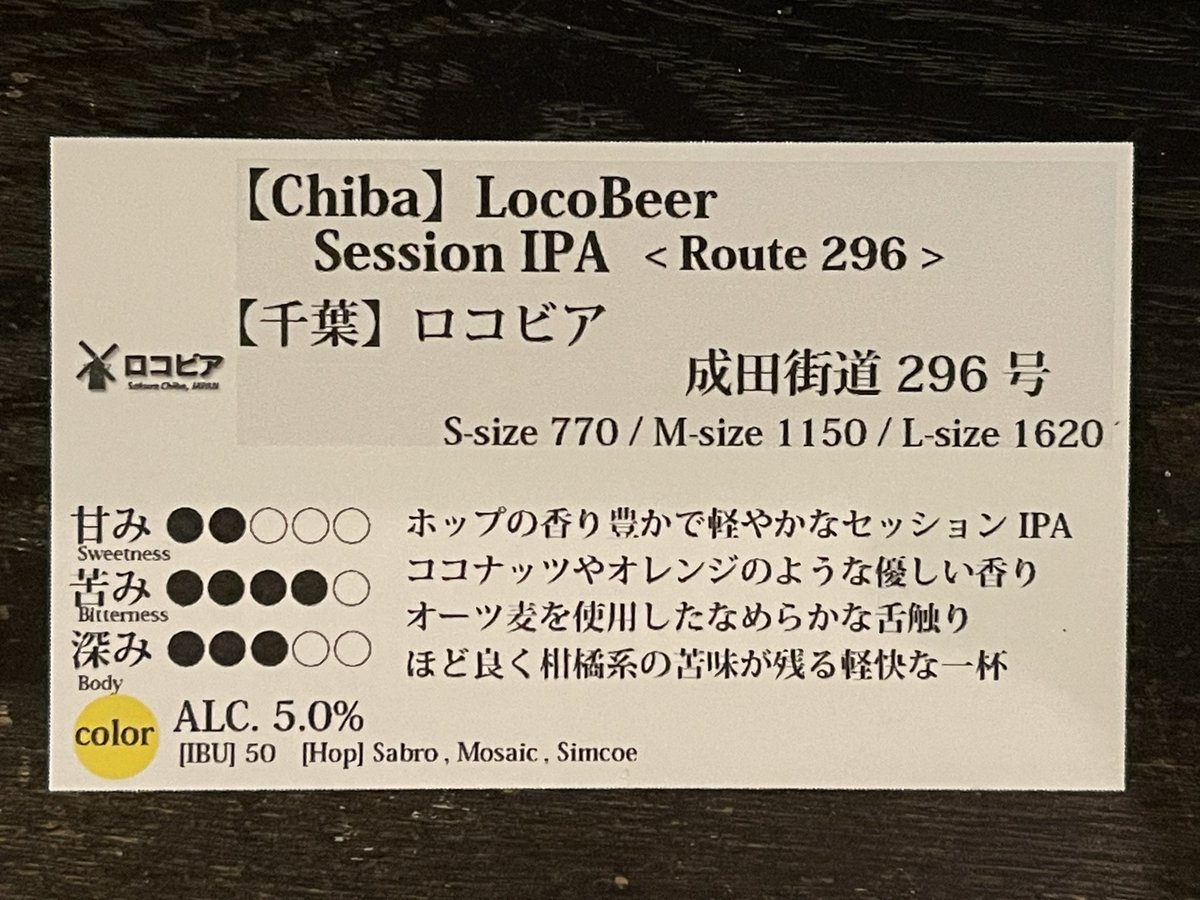 【Chiba】LocoBeer
Session IPA < Route 296 >
【千葉】ロコビア
成田街道 296 号
ロコビア
Sakura Chiba, JAPAN
S-size 770 / M-size 1150 / L-size 1620
甘み ●●○○○
Sweetness
苦み ●●●●○
Bitterness
深み ●●●○○
Body
ホップの香り豊かで軽やかなセッション IPA
ココナッツやオレンジのような優しい香り
オーツ麦を使用したなめらかな舌触り
ほど良く柑橘系の苦味が残る軽快な一杯
color
ALC. 5.0%
[IBU] 50 [Hop] Sabro , Mosaic , Simcoe